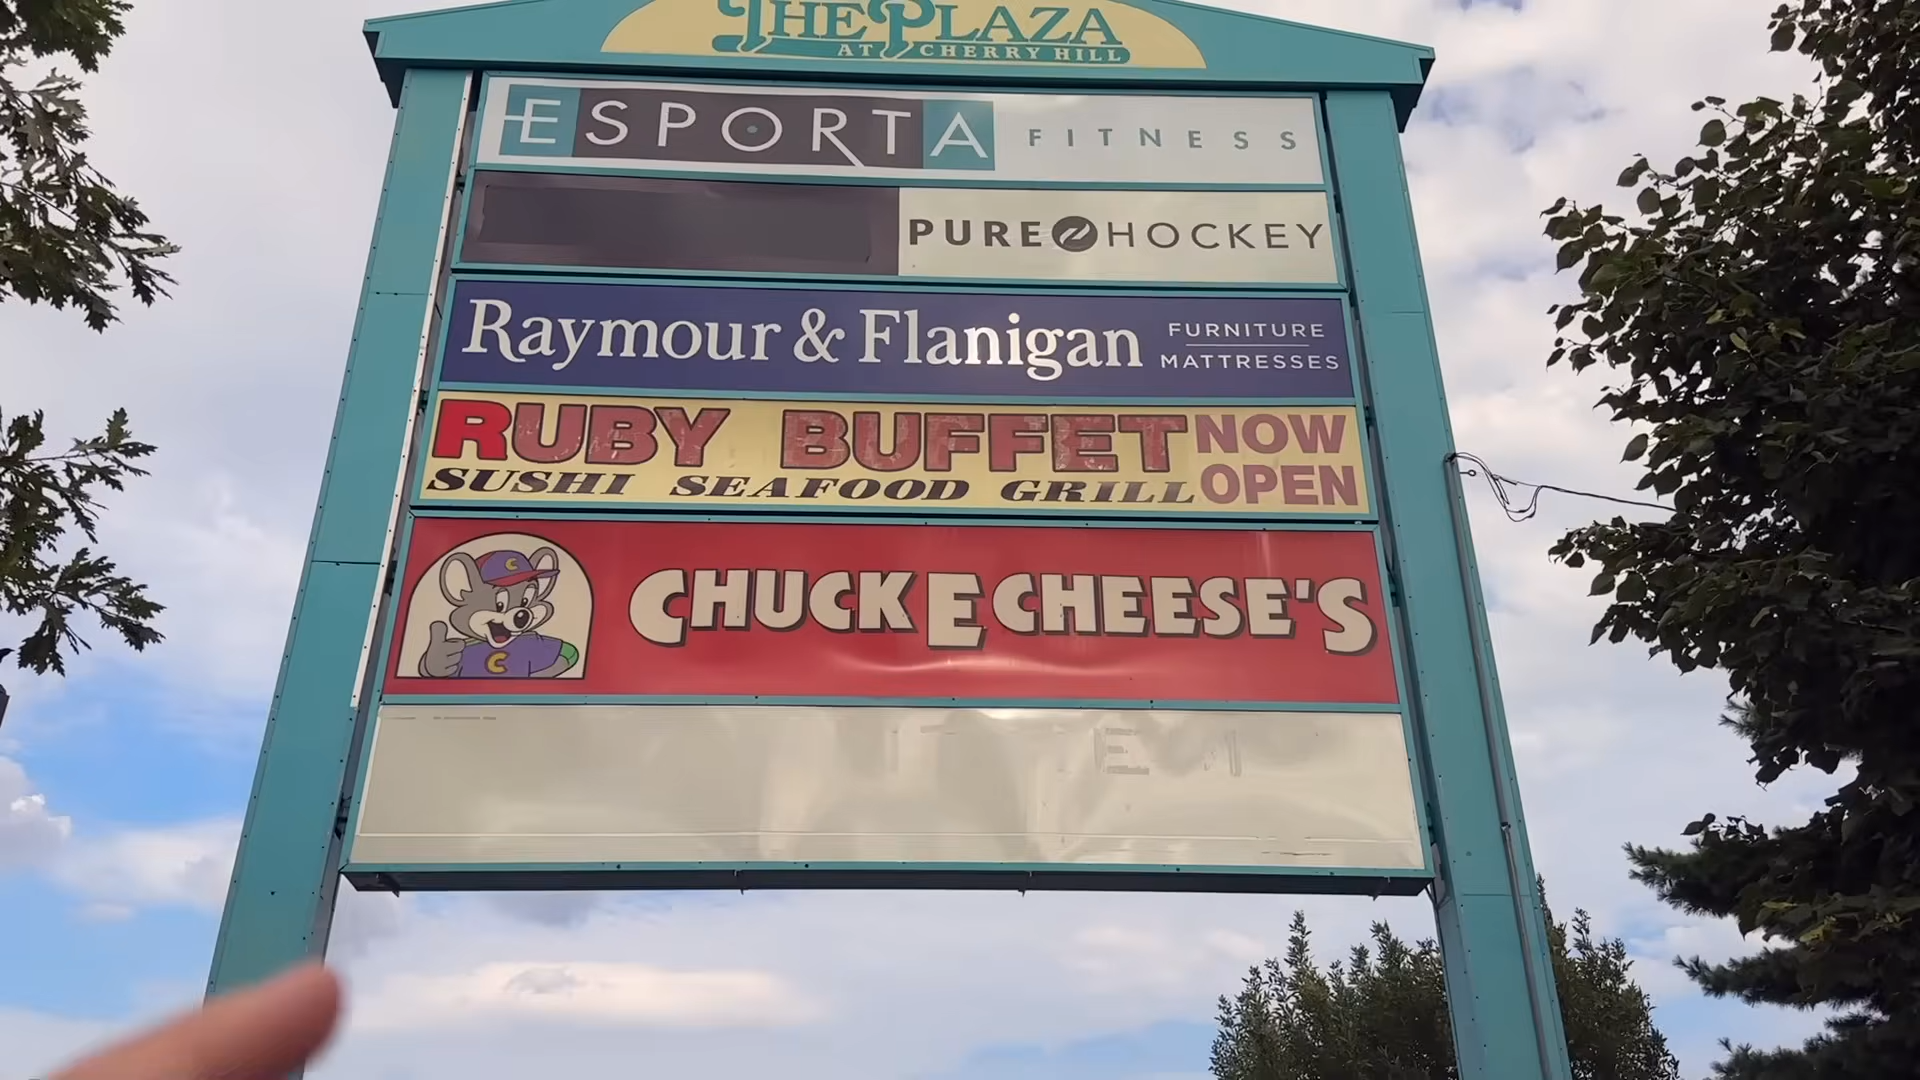 THE PLAZA
AT CHERRY HILL
ESPORTA FITNESS
PURE HOCKEY
Raymour & Flanigan FURNITURE
MATTRESSES
RUBY BUFFET NOW
OPEN
SUSHI SEAFOOD GRILL
C
C
CHUCK E CHEESE'S